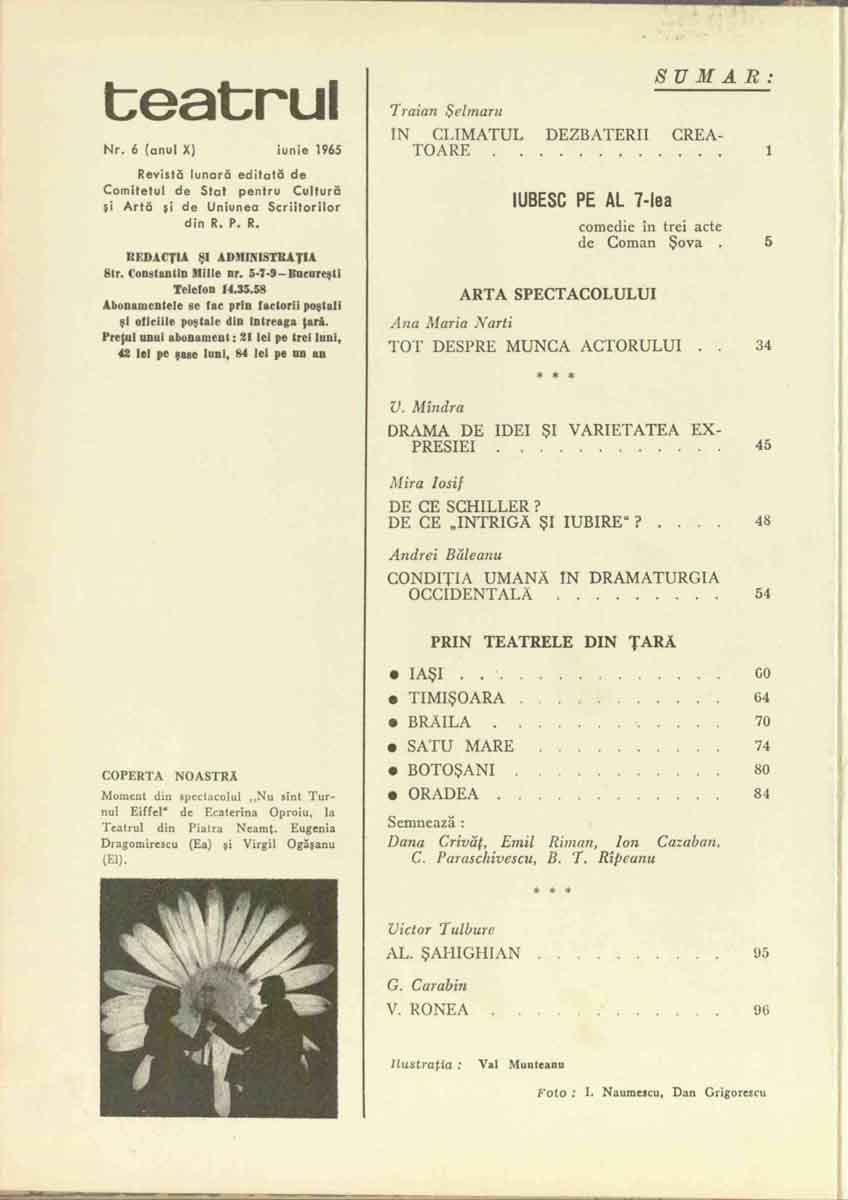 teatrul
Nr. 6 (anul X) iunie 1965
Revistă lunară editată de
Comitetul de Stat pentru Cultură
și Artă și de Uniunea Scriitorilor
din R. P. R.
REDACȚIA ȘI ADMINISTRAȚIA
Str. Constantin Mille nr. 5-7-9—București
Telefon 14.35.58
Abonamentele se fac prin factorii poștali
și oficiile poștale din întreaga țară.
Prețul unui abonament : 21 lei pe trei luni,
42 lei pe șase luni, 84 lei pe un an
COPERTA NOASTRĂ
Moment din spectacolul „Nu sînt Tur-
nul Eiffel" de Ecaterina Oproiu, la
Teatrul din Piatra Neamț. Eugenia
Dragomirescu (Ea) și Virgil Ogășanu
(El).
SUMAR :
Traian Șelmaru
IN CLIMATUL DEZBATERII CREA-
TOARE . . . . . . . . . . . . 1
IUBESC PE AL 7-lea
comedie în trei acte
de Coman Șova . 5
ARTA SPECTACOLULUI
Ana Maria Narti
TOT DESPRE MUNCA ACTORULUI . . 34
* * *
V. Mîndra
DRAMA DE IDEI ȘI VARIETATEA EX-
PRESIEI . . . . . . . . . . . . 45
Mira Iosif
DE CE SCHILLER ?
DE CE „INTRIGĂ ȘI IUBIRE" ? . . . . 48
Andrei Băleanu
CONDIȚIA UMANĂ ÎN DRAMATURGIA
OCCIDENTALĂ . . . . . . . . . 54
PRIN TEATRELE DIN ȚARĂ
● IAȘI . . . . . . . . . . . . . . 60
● TIMIȘOARA . . . . . . . . . . . 64
● BRĂILA . . . . . . . . . . . . 70
● SATU MARE . . . . . . . . . . 74
● BOTOȘANI . . . . . . . . . . . 80
● ORADEA . . . . . . . . . . . . 84
Semnează :
Dana Crivăț, Emil Riman, Ion Cazaban,
C. Paraschivescu, B. T. Rîpeanu
* * *
Victor Tulbure
AL. ȘAHIGHIAN . . . . . . . . . . 95
G. Carabin
V. RONEA . . . . . . . . . . . . 96
Ilustrația : Val Munteanu
Foto : I. Naumescu, Dan Grigorescu